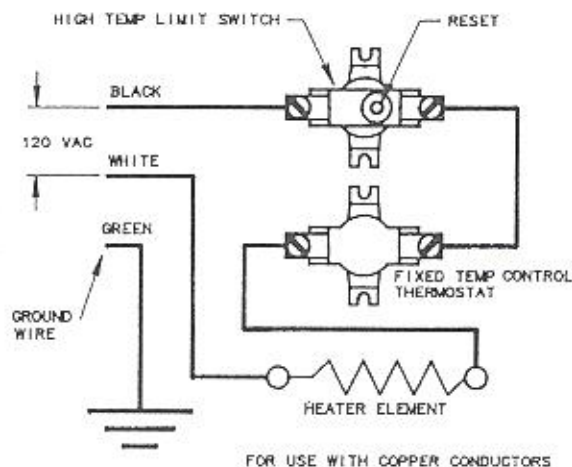 HIGH TEMP LIMIT SWITCH
RESET
BLACK
120 VAC
WHITE
GREEN
FIXED TEMP CONTROL
THERMOSTAT
GROUND
WIRE
HEATER ELEMENT
FOR USE WITH COPPER CONDUCTORS